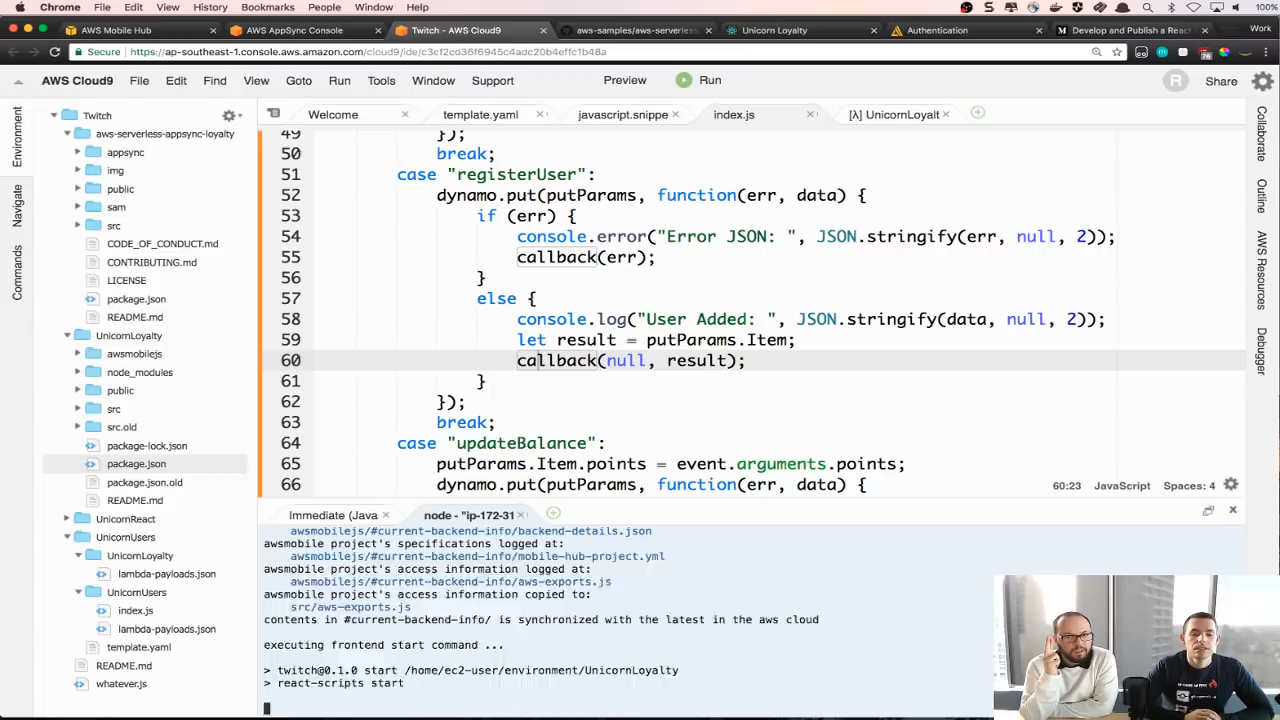 Chrome File Edit View History Bookmarks People Window Help 100%
AWS Mobile Hub
AWS AppSync Console
Twitch - AWS Cloud9
aws-samples/aws-serverles
Unicorn Loyalty
Authentication
Develop and Publish a React
Work
Secure https://ap-southeast-1.console.aws.amazon.com/cloud9/ide/c3cf2cd36f6945c4adc20b4effc1b48a
AWS Cloud9 File Edit Find View Goto Run Tools Window Support Preview Run R Share
Environment
Navigate
Commands
Twitch
aws-serverless-appsync-loyalty
appsync
img
public
sam
src
CODE_OF_CONDUCT.md
CONTRIBUTING.md
LICENSE
package.json
README.md
UnicornLoyalty
awsmobilejs
node_modules
public
src
src.old
package-lock.json
package.json
package.json.old
README.md
UnicornReact
UnicornUsers
UnicornLoyalty
lambda-payloads.json
UnicornUsers
index.js
lambda-payloads.json
template.yaml
README.md
whatever.js
Welcome template.yaml javascript.snippe index.js [λ] UnicornLoyalt
49 });
50 break;
51 case "registerUser":
52 dynamo.put(putParams, function(err, data) {
53 if (err) {
54 console.error("Error JSON: ", JSON.stringify(err, null, 2));
55 callback(err);
56 }
57 else {
58 console.log("User Added: ", JSON.stringify(data, null, 2));
59 let result = putParams.Item;
60 callback(null, result);
61 }
62 });
63 break;
64 case "updateBalance":
65 putParams.Item.points = event.arguments.points;
66 dynamo.put(putParams, function(err, data) {
60:23 JavaScript Spaces: 4
Collaborate
Outline
AWS Resources
Debugger
Immediate (Java node - "ip-172-31
awsmobilejs/#current-backend-info/backend-details.json
awsmobile project's specifications logged at:
awsmobilejs/#current-backend-info/mobile-hub-project.yml
awsmobile project's access information logged at:
awsmobilejs/#current-backend-info/aws-exports.js
awsmobile project's access information copied to:
src/aws-exports.js
contents in #current-backend-info/ is synchronized with the latest in the aws cloud
executing frontend start command ...
> twitch@0.1.0 start /home/ec2-user/environment/UnicornLoyalty
> react-scripts start